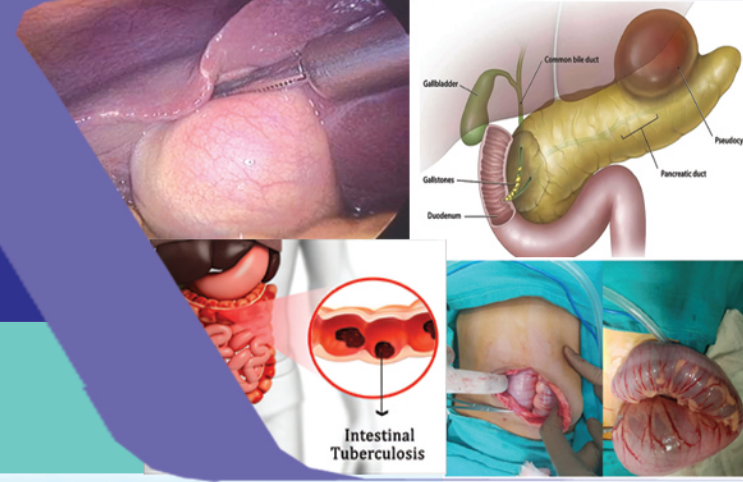 Common bile duct
Gallbladder
Pseudocy
Pancreatic duct
Gallstones
Duodenum
Intestinal
Tuberculosis